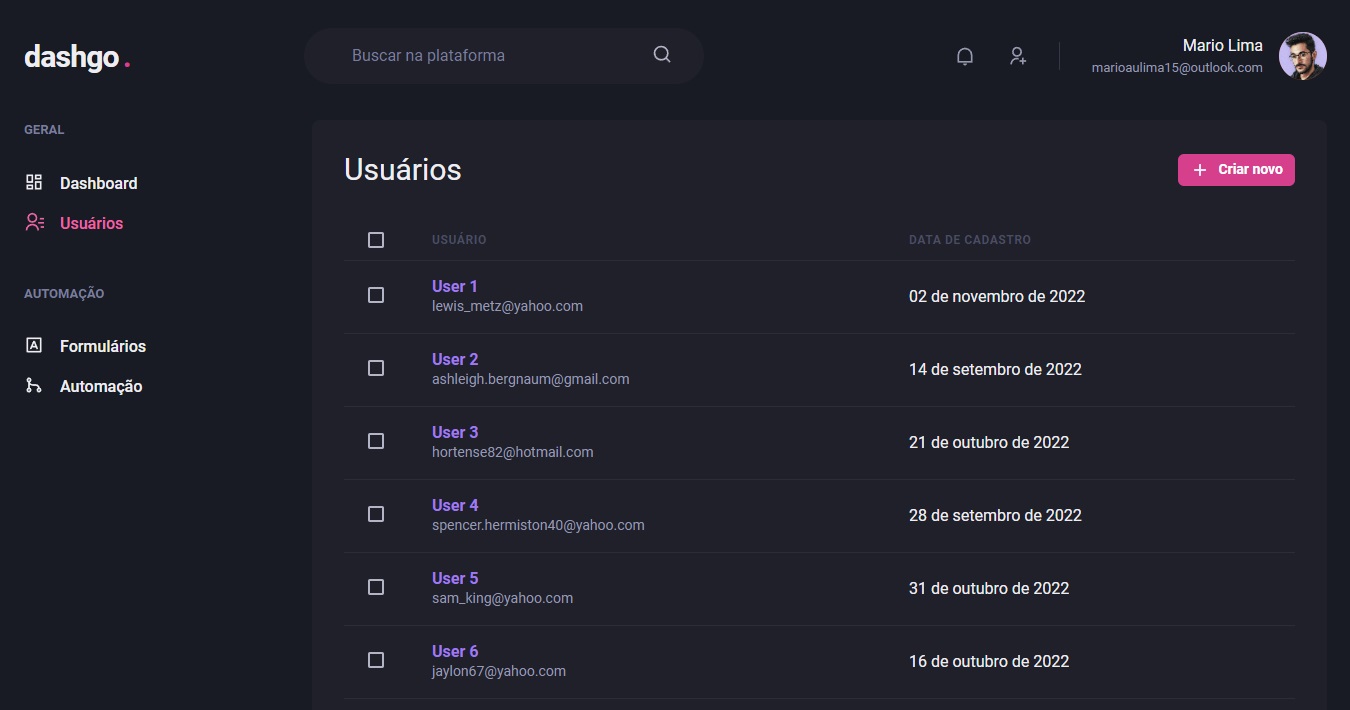 dashgo.
Buscar na plataforma
Mario Lima
marioaulima15@outlook.com
GERAL
Dashboard
Usuários
AUTOMAÇÃO
Formulários
Automação
Usuários
Criar novo
USUÁRIO DATA DE CADASTRO
User 1
lewis_metz@yahoo.com
02 de novembro de 2022
User 2
ashleigh.bergnaum@gmail.com
14 de setembro de 2022
User 3
hortense82@hotmail.com
21 de outubro de 2022
User 4
spencer.hermiston40@yahoo.com
28 de setembro de 2022
User 5
sam_king@yahoo.com
31 de outubro de 2022
User 6
jaylon67@yahoo.com
16 de outubro de 2022